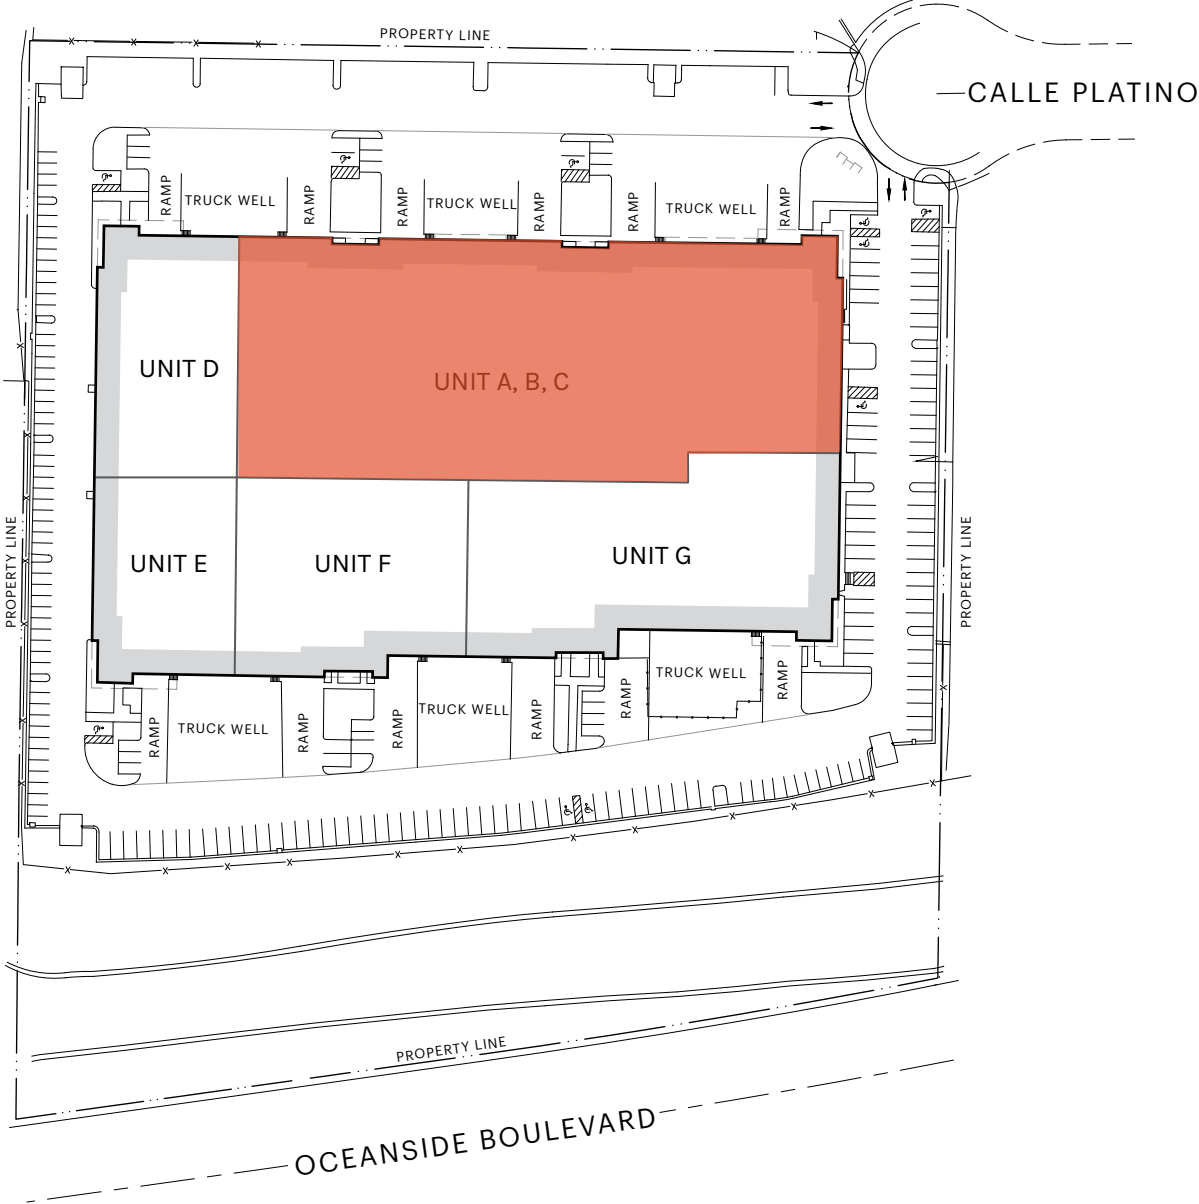 PROPERTY LINE
CALLE PLATINO
RAMP
TRUCK WELL
RAMP
RAMP
TRUCK WELL
RAMP
RAMP
TRUCK WELL
RAMP
UNIT D
UNIT A, B, C
PROPERTY LINE
UNIT E
UNIT F
UNIT G
PROPERTY LINE
RAMP
TRUCK WELL
RAMP
RAMP
TRUCK WELL
RAMP
RAMP
TRUCK WELL
RAMP
PROPERTY LINE
OCEANSIDE BOULEVARD